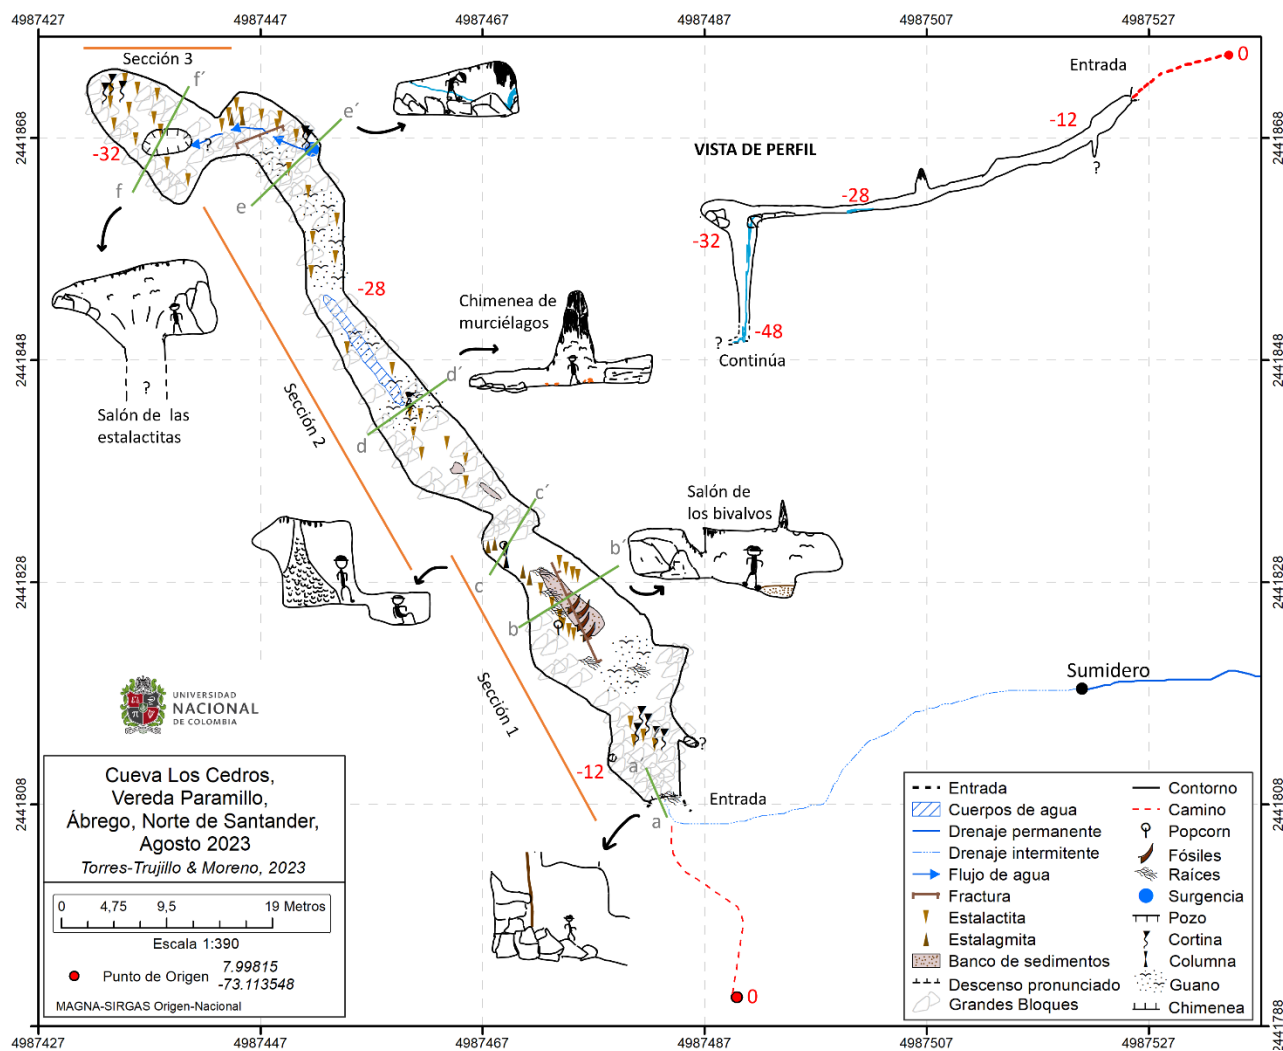 4987427
4987447
4987467
4987487
4987507
4987527
Sección 3
f´
e´
0
Entrada
-12
2441868
2441868
-32
?
VISTA DE PERFIL
f
e
?
-28
-32
-28
Chimenea de
murciélagos
-48
?
Continúa
2441848
2441848
d´
?
Salón de las
estalactitas
Sección 2
d
c´
Salón de
los bivalvos
b´
2441828
2441828
c
b
Sección 1
Sumidero
UNIVERSIDAD
NACIONAL
DE COLOMBIA
?
-12
a´
a
Entrada
2441808
2441808
Cueva Los Cedros,
Vereda Paramillo,
Ábrego, Norte de Santander,
Agosto 2023
Torres-Trujillo & Moreno, 2023
0 4,75 9,5 19 Metros
Escala 1:390
Punto de Origen
7.99815
-73.113548
MAGNA-SIRGAS Origen-Nacional
0
Entrada
Cuerpos de agua
Drenaje permanente
Drenaje intermitente
Flujo de agua
Fractura
Estalactita
Estalagmita
Banco de sedimentos
Descenso pronunciado
Grandes Bloques
Contorno
Camino
Popcorn
Fósiles
Raíces
Surgencia
Pozo
Cortina
Columna
Guano
Chimenea
2441788
2441788
4987427
4987447
4987467
4987487
4987507
4987527